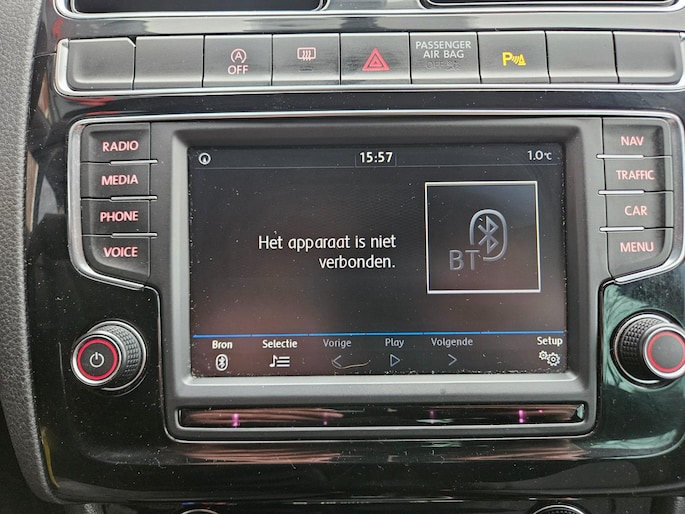 A
OFF
PASSENGER
AIR BAG
OFF
P
RADIO
MEDIA
PHONE
VOICE
15:57
1.0°C
Het apparaat is niet
verbonden.
BT
Bron
Selectie
Vorige
Play
Volgende
Setup
NAV
TRAFFIC
CAR
MENU